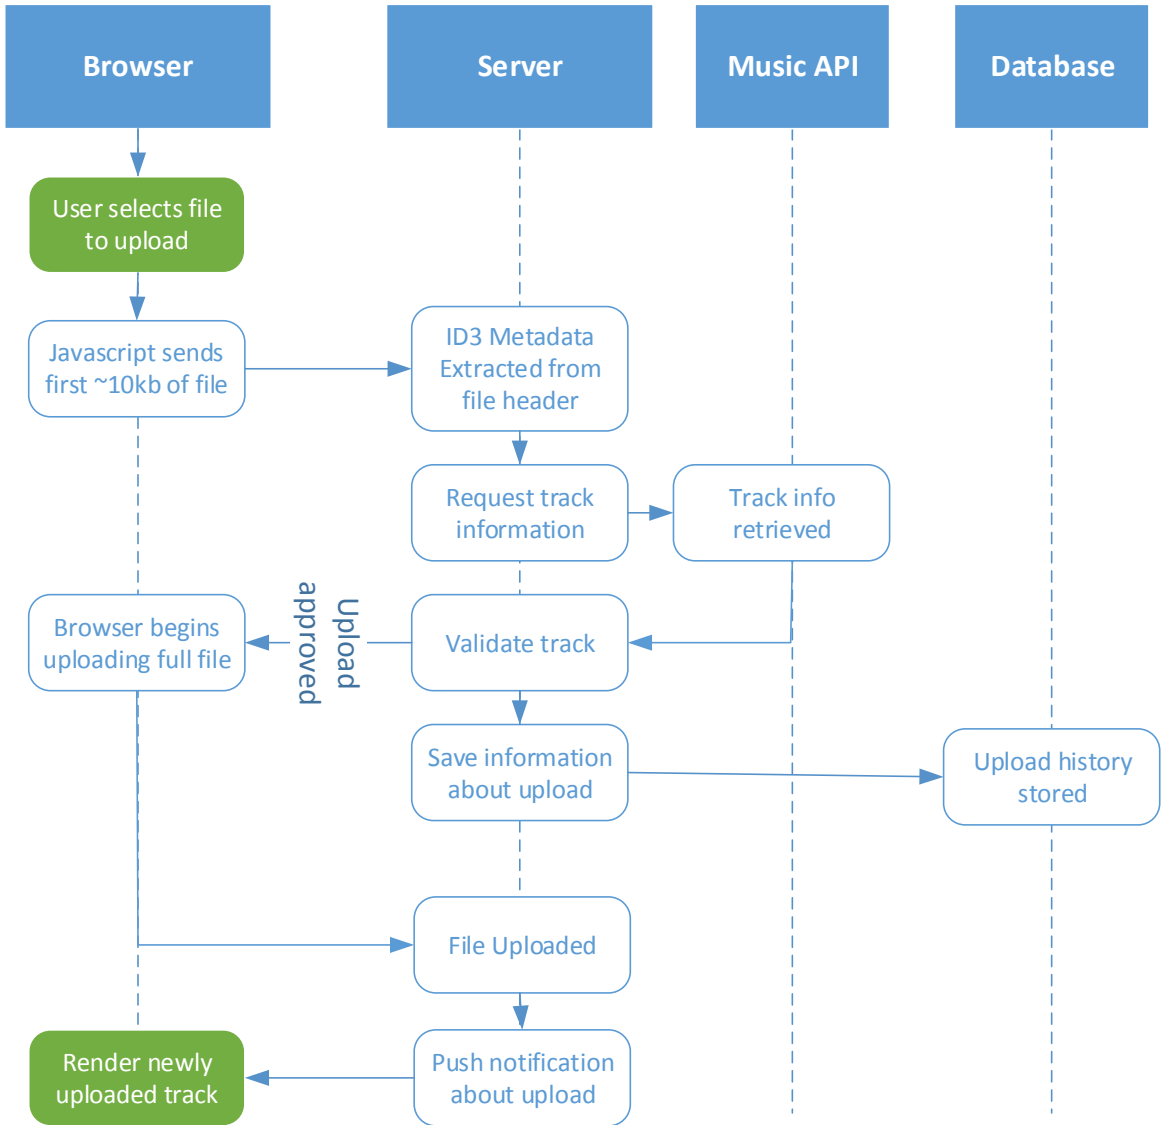 Browser
Server
Music API
Database
User selects file
to upload
Javascript sends
first ~10kb of file
ID3 Metadata
Extracted from
file header
Request track
information
Track info
retrieved
Browser begins
uploading full file
Upload
approved
Validate track
Save information
about upload
Upload history
stored
File Uploaded
Render newly
uploaded track
Push notification
about upload